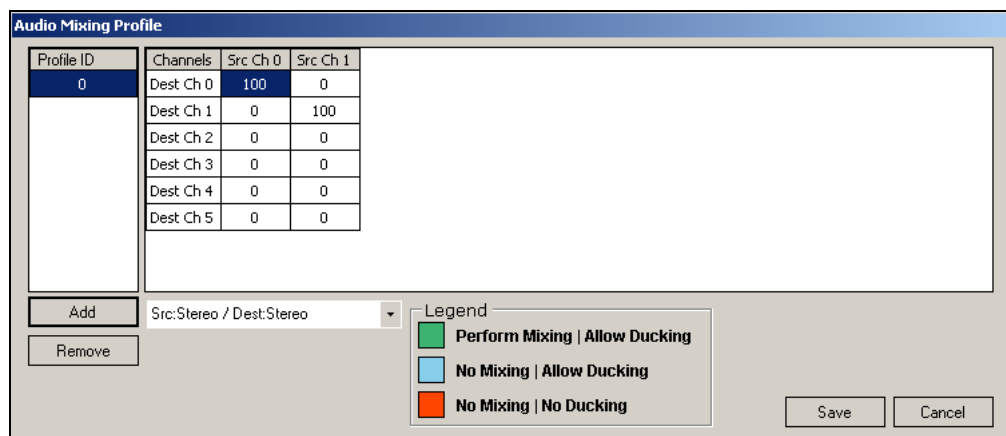 Audio Mixing Profile
Profile ID
0
Channels Src Ch 0 Src Ch 1
Dest Ch 0 100 0
Dest Ch 1 0 100
Dest Ch 2 0 0
Dest Ch 3 0 0
Dest Ch 4 0 0
Dest Ch 5 0 0
Add
Remove
Src:Stereo / Dest:Stereo
Legend
Perform Mixing | Allow Ducking
No Mixing | Allow Ducking
No Mixing | No Ducking
Save Cancel